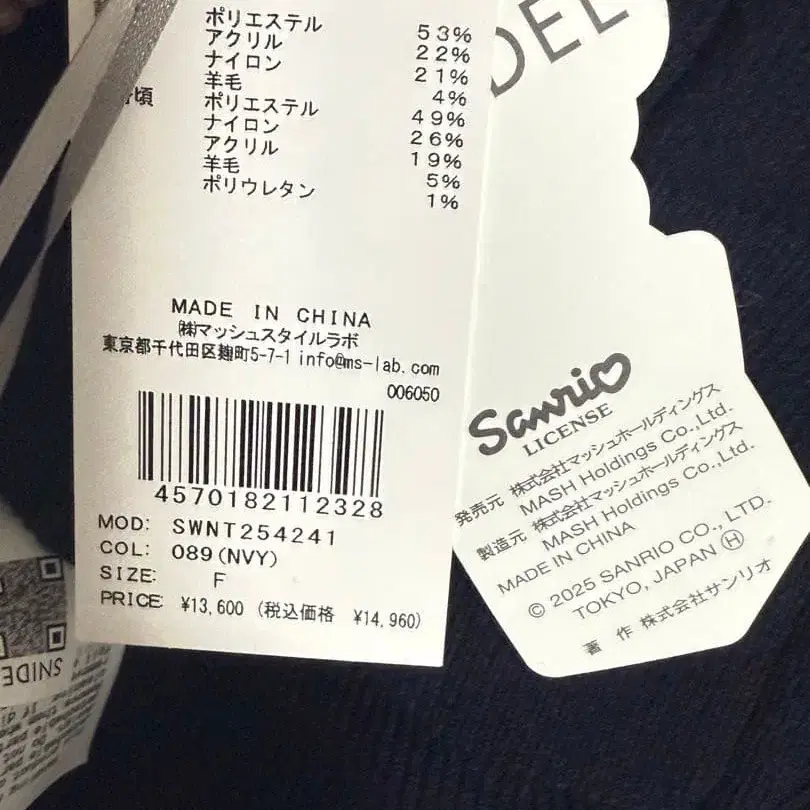 ポリエステル 53%
アクリル 22%
ナイロン 21%
羊毛 4%
頃 ポリエステル 49%
ナイロン 26%
アクリル 19%
羊毛 5%
ポリウレタン 1%
MADE IN CHINA
㈱マッシュスタイルラボ
東京都千代田区麹町5-7-1 info@ms-lab.com
006050
4570182112328
MOD: SWNT254241
COL: 089(NVY)
SIZE: F
PRICE: ¥13,600 (税込価格 ¥14,960)
DEL
Sanrio
LICENSE
発売元 株式会社マッシュホールディングス
MASH Holdings Co.,Ltd.
製造元 株式会社マッシュホールディングス
MASH Holdings Co.,Ltd.
MADE IN CHINA
© 2025 SANRIO CO., LTD.
TOKYO, JAPAN Ⓗ
著 作 株式会社サンリオ
SNIDEL